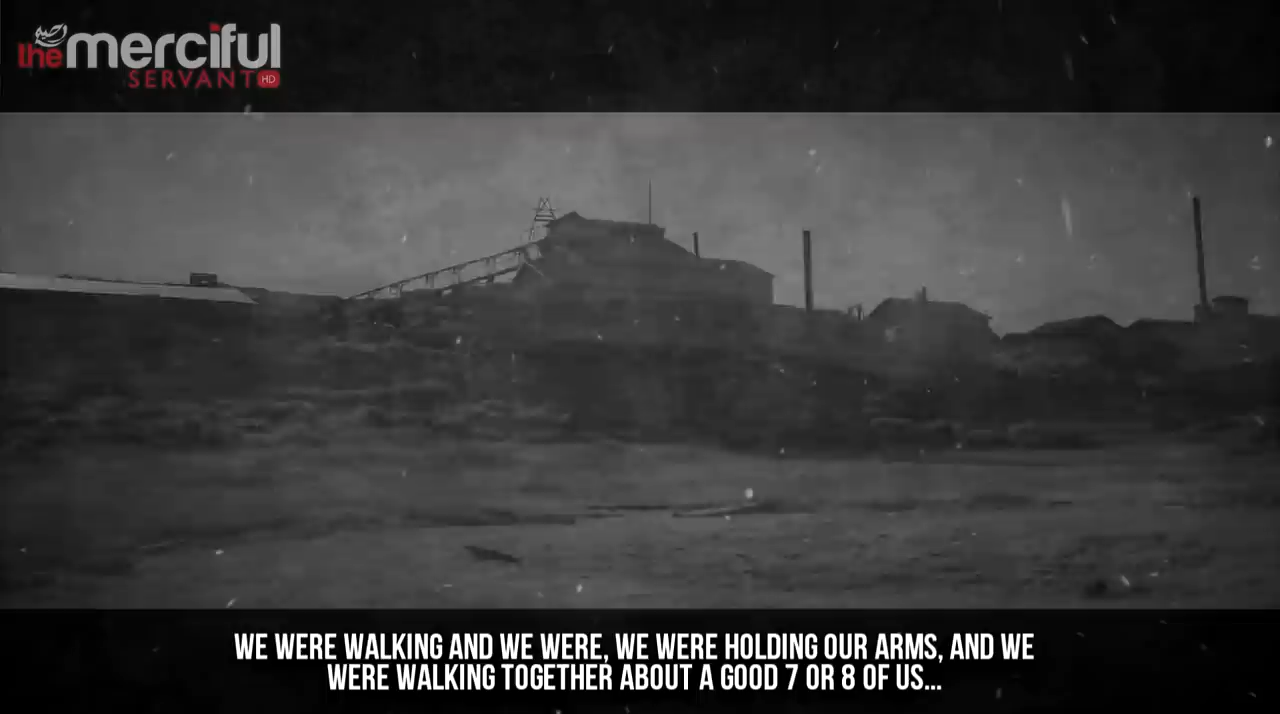 the merciful
SERVANT HD
WE WERE WALKING AND WE WERE, WE WERE HOLDING OUR ARMS, AND WE
WERE WALKING TOGETHER ABOUT A GOOD 7 OR 8 OF US...